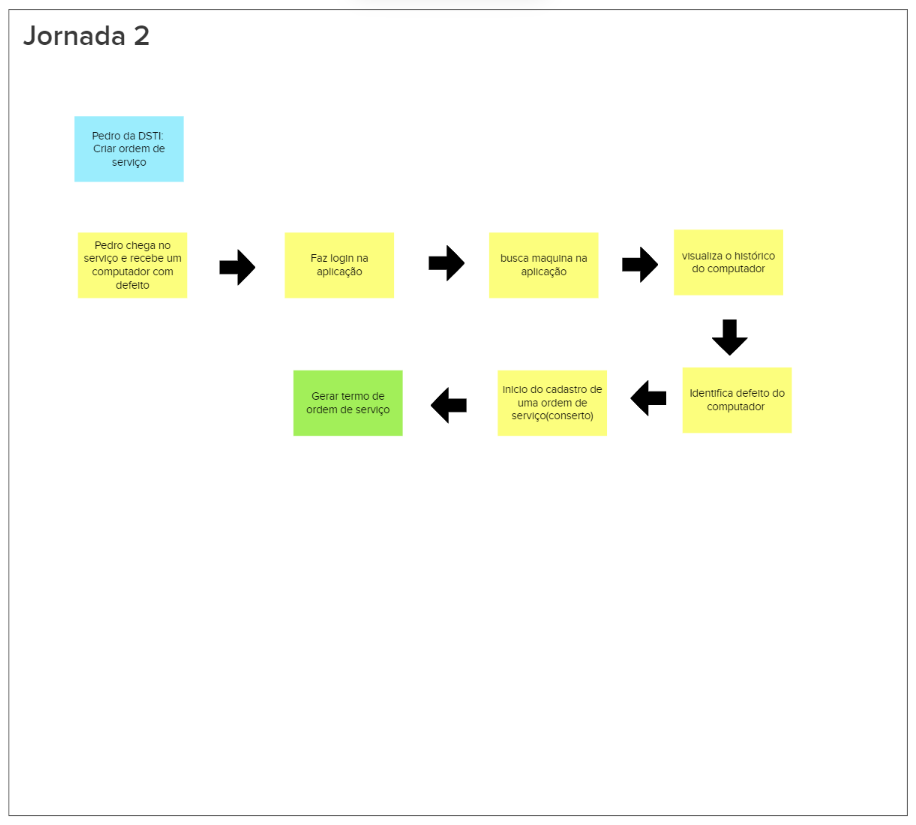 Jornada 2
Pedro da DSTI:
Criar ordem de
serviço
Pedro chega no
serviço e recebe um
computador com
defeito
Faz login na
aplicação
busca maquina na
aplicação
visualiza o histórico
do computador
Identifica defeito do
computador
Inicio do cadastro de
uma ordem de
serviço(conserto)
Gerar termo de
ordem de serviço